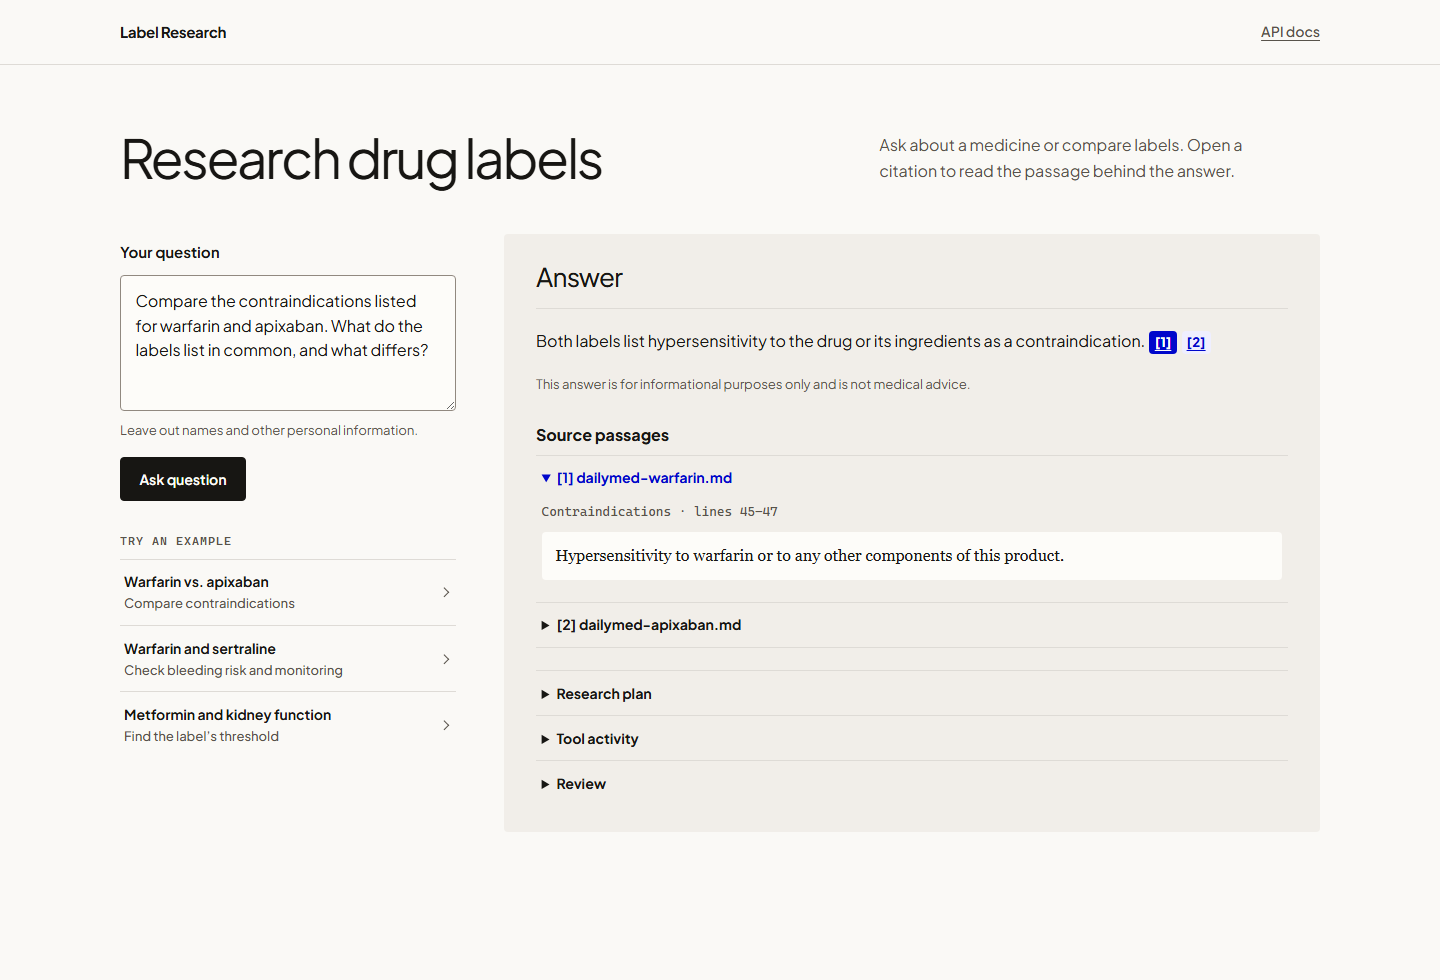 Label Research
API docs
Research drug labels
Ask about a medicine or compare labels. Open a
citation to read the passage behind the answer.
Your question
Compare the contraindications listed
for warfarin and apixaban. What do the
labels list in common, and what differs?
Leave out names and other personal information.
Ask question
TRY AN EXAMPLE
Warfarin vs. apixaban
Compare contraindications
Warfarin and sertraline
Check bleeding risk and monitoring
Metformin and kidney function
Find the label's threshold
Answer
Both labels list hypersensitivity to the drug or its ingredients as a contraindication. [1] [2]
This answer is for informational purposes only and is not medical advice.
Source passages
▼ [1] dailymed-warfarin.md
Contraindications · lines 45–47
Hypersensitivity to warfarin or to any other components of this product.
▶ [2] dailymed-apixaban.md
▶ Research plan
▶ Tool activity
▶ Review